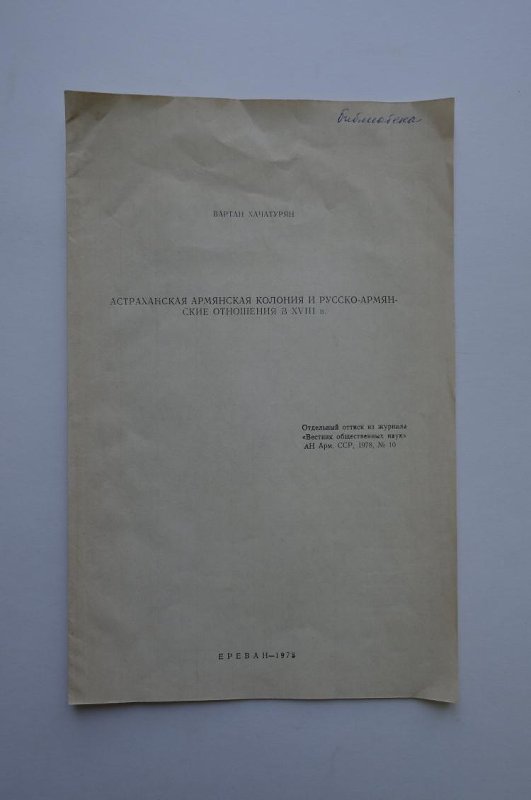 библиотека
ВАРТАН ХАЧАТУРЯН
АСТРАХАНСКАЯ АРМЯНСКАЯ КОЛОНИЯ И РУССКО-АРМЯН-
СКИЕ ОТНОШЕНИЯ В XVIII в.
Отдельный оттиск из журнала
«Вестник общественных наук»
АН Арм. ССР, 1978, № 10
ЕРЕВАН—1978